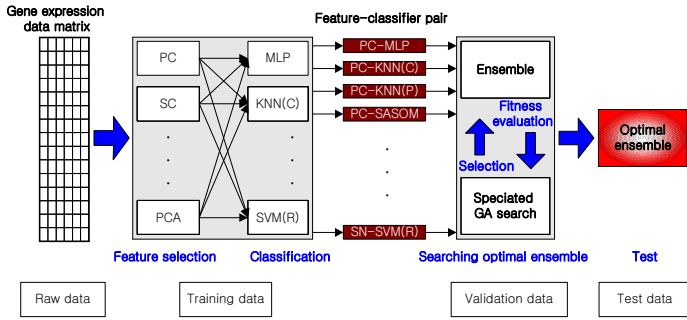 Gene expression
data matrix
Feature-classifier pair
PC
SC
PCA
MLP
KNN(C)
SVM(R)
PC-MLP
PC-KNN(C)
PC-KNN(P)
PC-SASOM
SN-SVM(R)
Ensemble
Fitness
evaluation
Selection
Speciated
GA search
Optimal
ensemble
Feature selection
Classification
Searching optimal ensemble
Test
Raw data
Training data
Validation data
Test data